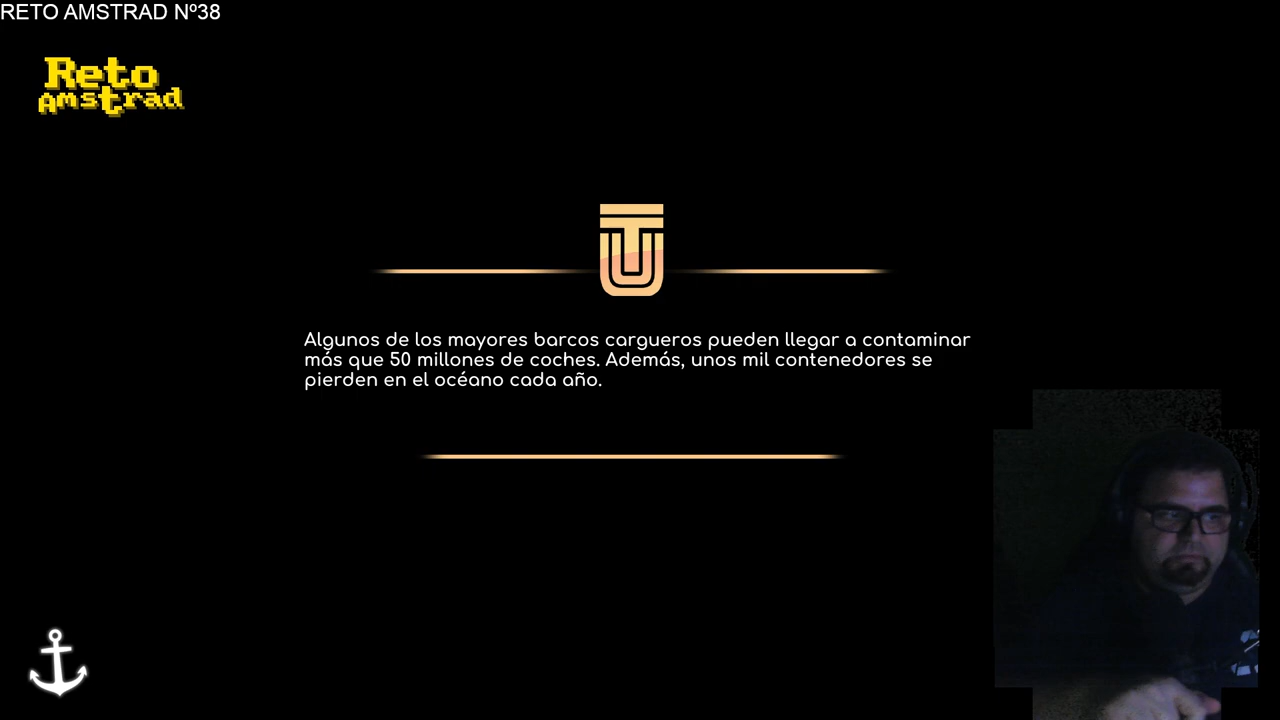 RETO AMSTRAD Nº38
Reto
Amstrad
Algunos de los mayores barcos cargueros pueden llegar a contaminar
más que 50 millones de coches. Además, unos mil contenedores se
pierden en el océano cada año.